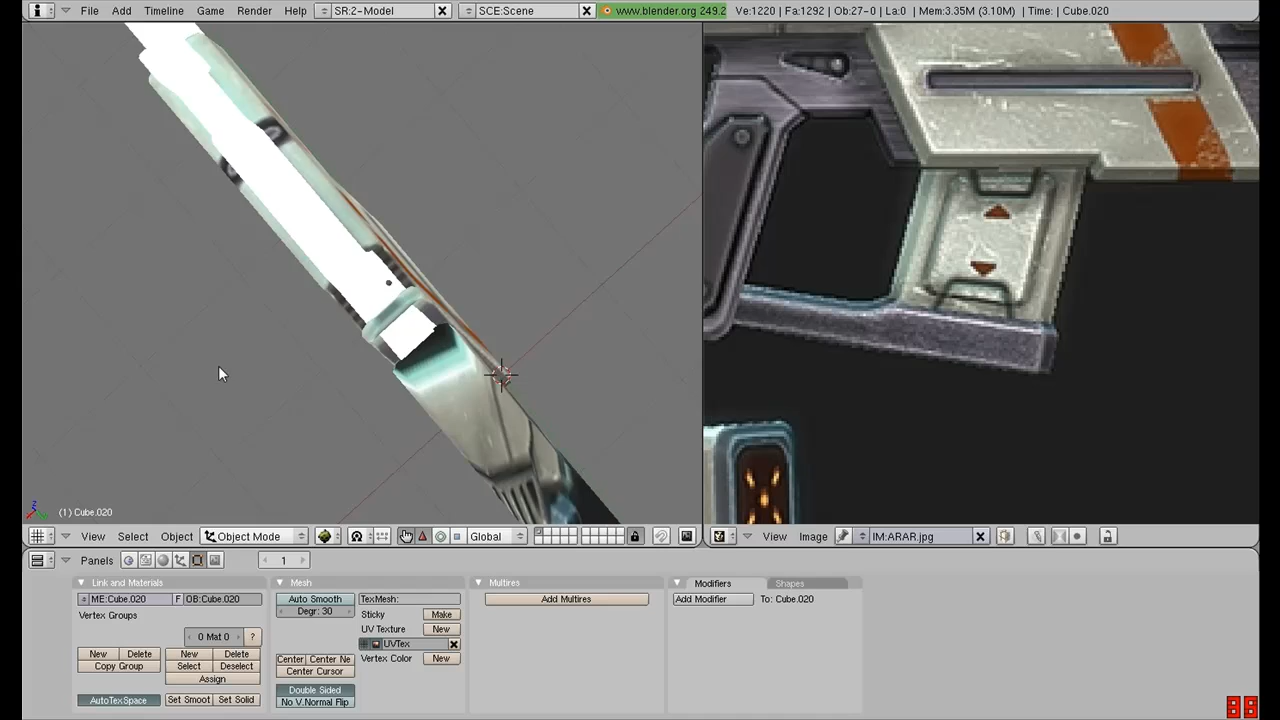 File Add Timeline Game Render Help SR:2-Model SCE:Scene www.blender.org 249.2 Ve:1220 | Fa:1292 | Ob:27-0 | La:0 | Mem:3.35M (3.10M) | Time: | Cube.020
(1) Cube.020
View Select Object Object Mode Global
View Image IM:ARAR.jpg
Panels 1
Link and Materials Mesh Multires Modifiers Shapes
ME:Cube.020 F OB:Cube.020 Auto Smooth TexMesh: Add Multires Add Modifier To: Cube.020
Degr: 30
Vertex Groups Sticky Make
UV Texture New
0 Mat 0 ? UVTex
New Delete New Delete Center Center Ne Vertex Color New
Copy Group Select Deselect Center Cursor
Assign
Double Sided
AutoTexSpace Set Smoot Set Solid No V.Normal Flip